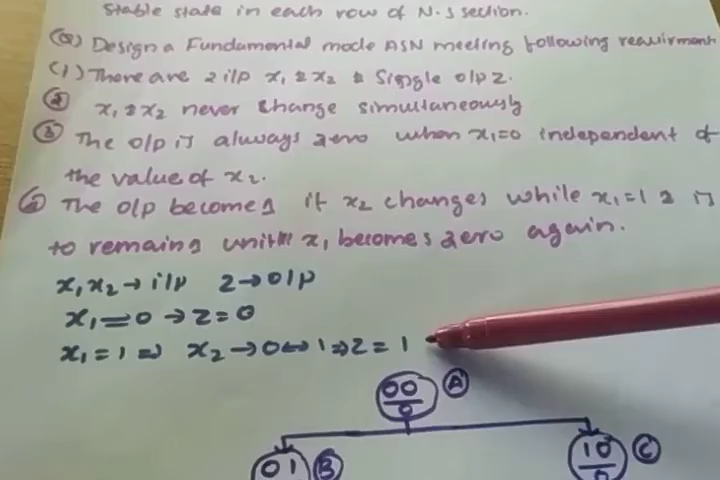 Stable state in each row of N.S section.
(Q) Design a Fundamental mode ASN meeting following reauirment
(1) There are 2 i/p x1 & x2 & Single o/p z.
(2) x1 & x2 never change simultaneously
(3) The o/p is always zero when x1=0 independent of
the value of x2.
(4) The o/p becomes 1 if x2 changes while x1=1 & is
to remains until x1 becomes zero again.
x1, x2 → i/p z → o/p
x1 = 0 → z = 0
x1 = 1 ⇒ x2 → 0 ↔ 1 ⇒ z = 1
00/0 A
01 B 10/0 C